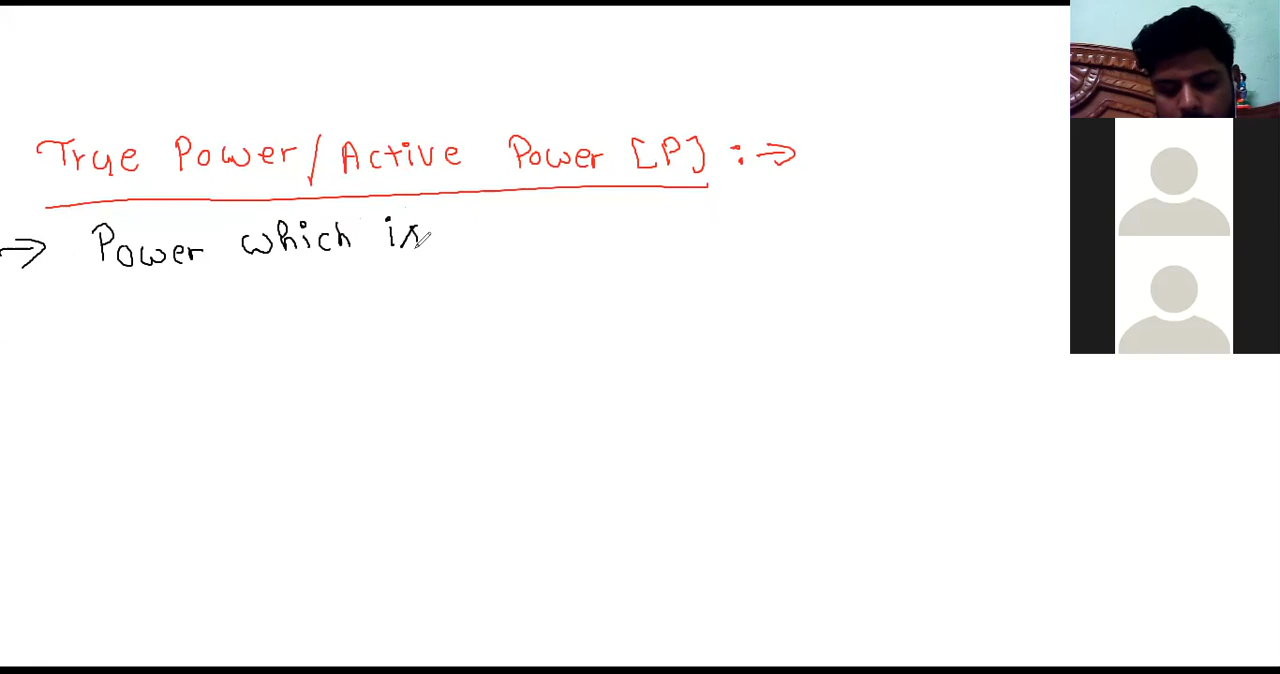 True Power/Active Power [P] :→
→ Power which is